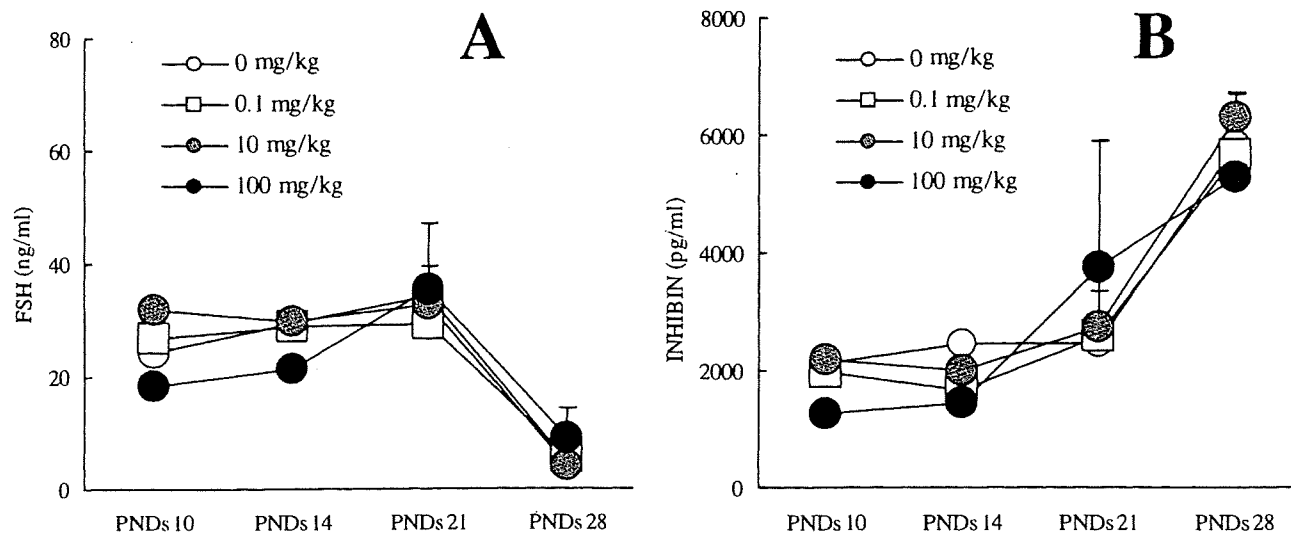 A
80
60
40
20
0
FSH (ng/ml)
0 mg/kg
0.1 mg/kg
10 mg/kg
100 mg/kg
PNDs 10
PNDs 14
PNDs 21
PNDs 28
B
8000
6000
4000
2000
0
INHIBIN (pg/ml)
0 mg/kg
0.1 mg/kg
10 mg/kg
100 mg/kg
PNDs 10
PNDs 14
PNDs 21
PNDs 28